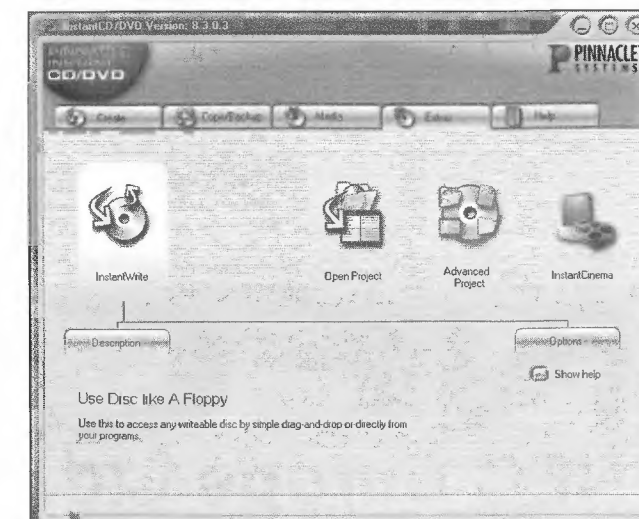 InstantCD/DVD Version: 8.3.0.3
PINNACLE
INSTANT
CD/DVD
PINNACLE
SYSTEMS
Create
Copy/Backup
Media
Extras
Help
InstantWrite
Open Project
Advanced
Project
InstantCinema
Description
Options
Show help
Use Disc like A Floppy
Use this to access any writeable disc by simple drag-and-drop or directly from
your programs.